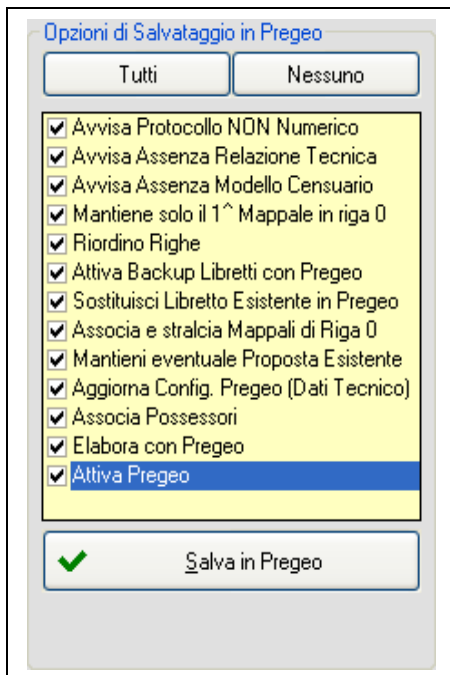 Opzioni di Salvataggio in Pregeo
Tutti Nessuno
Avvisa Protocollo NON Numerico
Avvisa Assenza Relazione Tecnica
Avvisa Assenza Modello Censuario
Mantiene solo il 1^ Mappale in riga 0
Riordino Righe
Attiva Backup Libretti con Pregeo
Sostituisci Libretto Esistente in Pregeo
Associa e stralcia Mappali di Riga 0
Mantieni eventuale Proposta Esistente
Aggiorna Config. Pregeo (Dati Tecnico)
Associa Possessori
Elabora con Pregeo
Attiva Pregeo
Salva in Pregeo